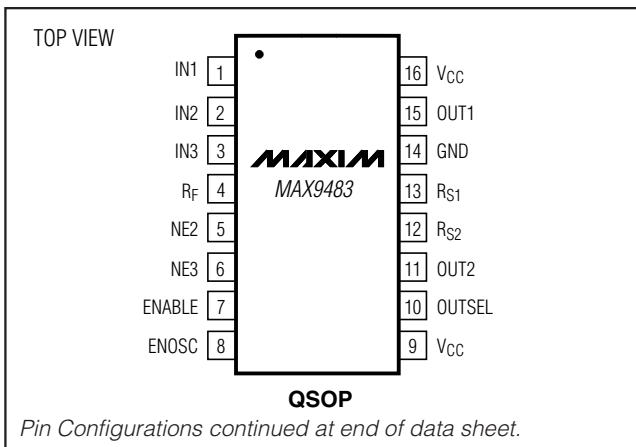 TOP VIEW
IN1 1
IN2 2
IN3 3
RF 4
NE2 5
NE3 6
ENABLE 7
ENOSC 8
MAXIM
MAX9483
16 VCC
15 OUT1
14 GND
13 RS1
12 RS2
11 OUT2
10 OUTSEL
9 VCC
QSOP
Pin Configurations continued at end of data sheet.